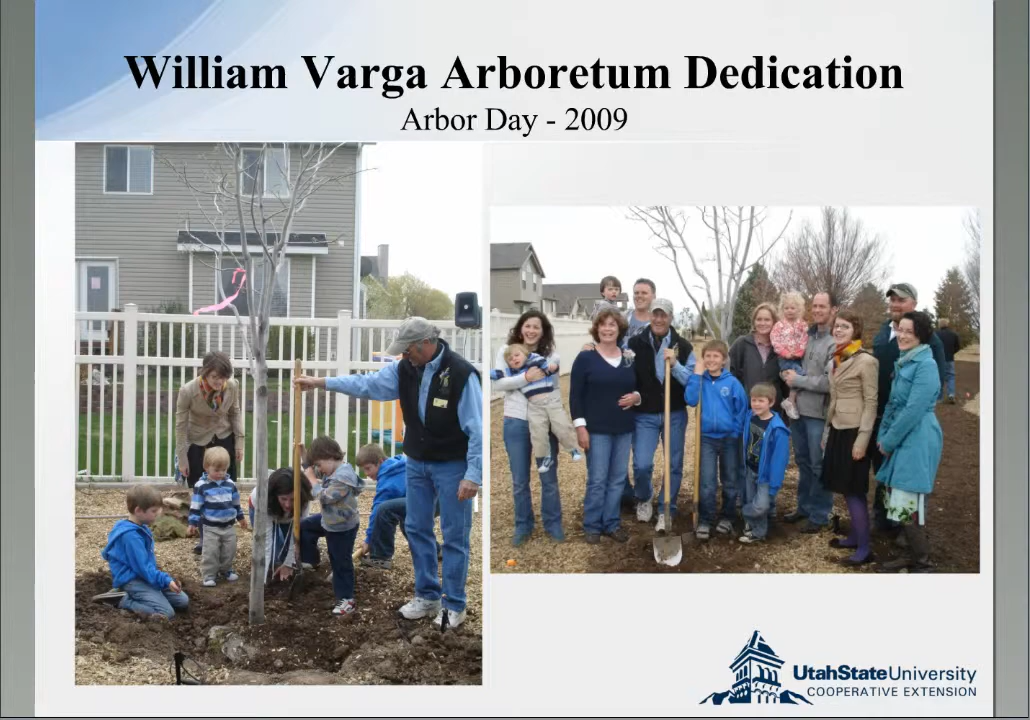 William Varga Arboretum Dedication
Arbor Day - 2009
UtahStateUniversity
COOPERATIVE EXTENSION